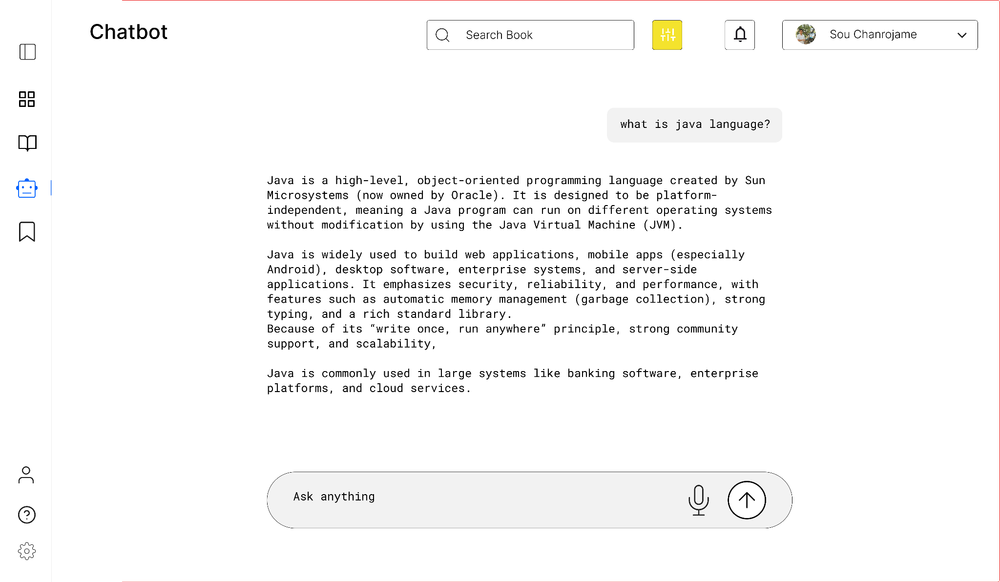 Chatbot
Search Book
Sou Chanrojame
what is java language?
Java is a high-level, object-oriented programming language created by Sun
Microsystems (now owned by Oracle). It is designed to be platform-
independent, meaning a Java program can run on different operating systems
without modification by using the Java Virtual Machine (JVM).
Java is widely used to build web applications, mobile apps (especially
Android), desktop software, enterprise systems, and server-side
applications. It emphasizes security, reliability, and performance, with
features such as automatic memory management (garbage collection), strong
typing, and a rich standard library.
Because of its “write once, run anywhere” principle, strong community
support, and scalability,
Java is commonly used in large systems like banking software, enterprise
platforms, and cloud services.
Ask anything